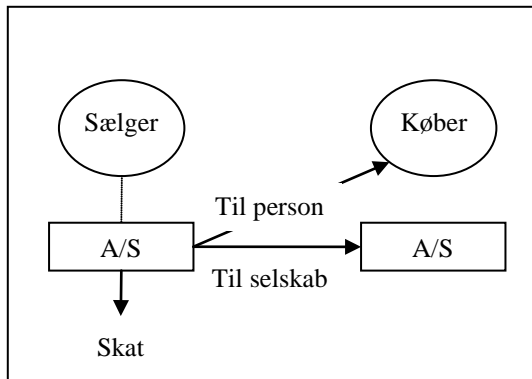 Sælger
Køber
Til person
A/S
A/S
Til selskab
Skat